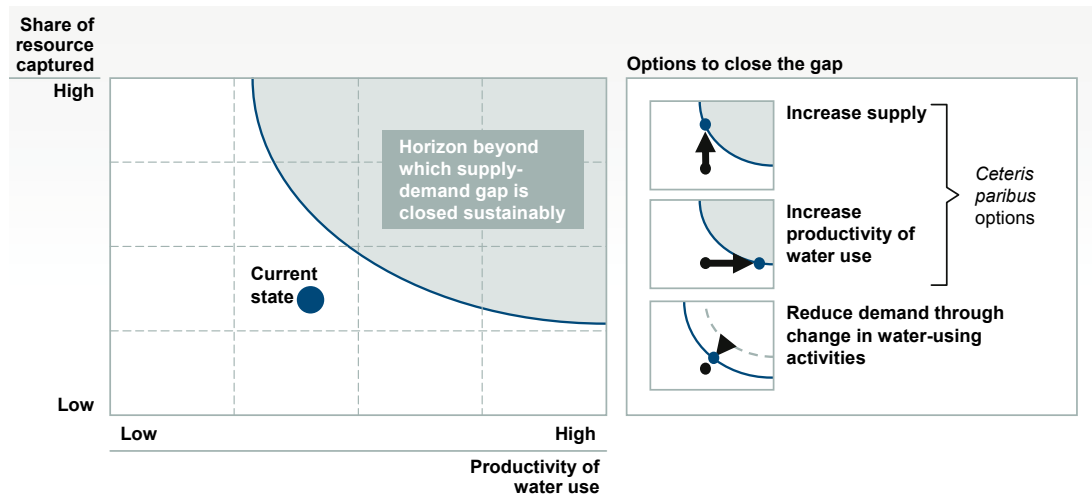 Share of
resource
captured
High
Low
Low
High
Productivity of
water use
Horizon beyond
which supply-
demand gap is
closed sustainably
Current
state
Options to close the gap
Increase supply
Increase
productivity of
water use
Reduce demand through
change in water-using
activities
Ceteris
paribus
options